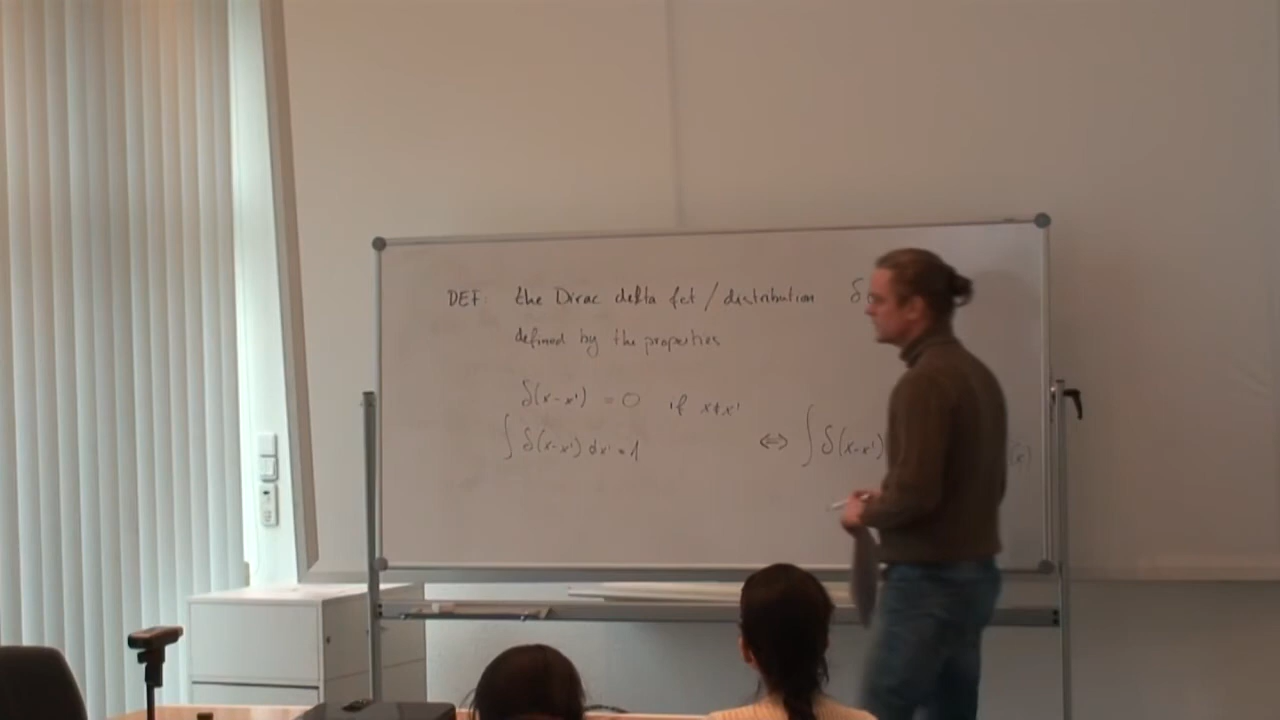 DEF: the Dirac delta fct / distribution δ
defined by the properties
δ(x-x') = 0 if x≠x'
∫ δ(x-x') dx' = 1 ⇔ ∫ δ(x-x') (x)